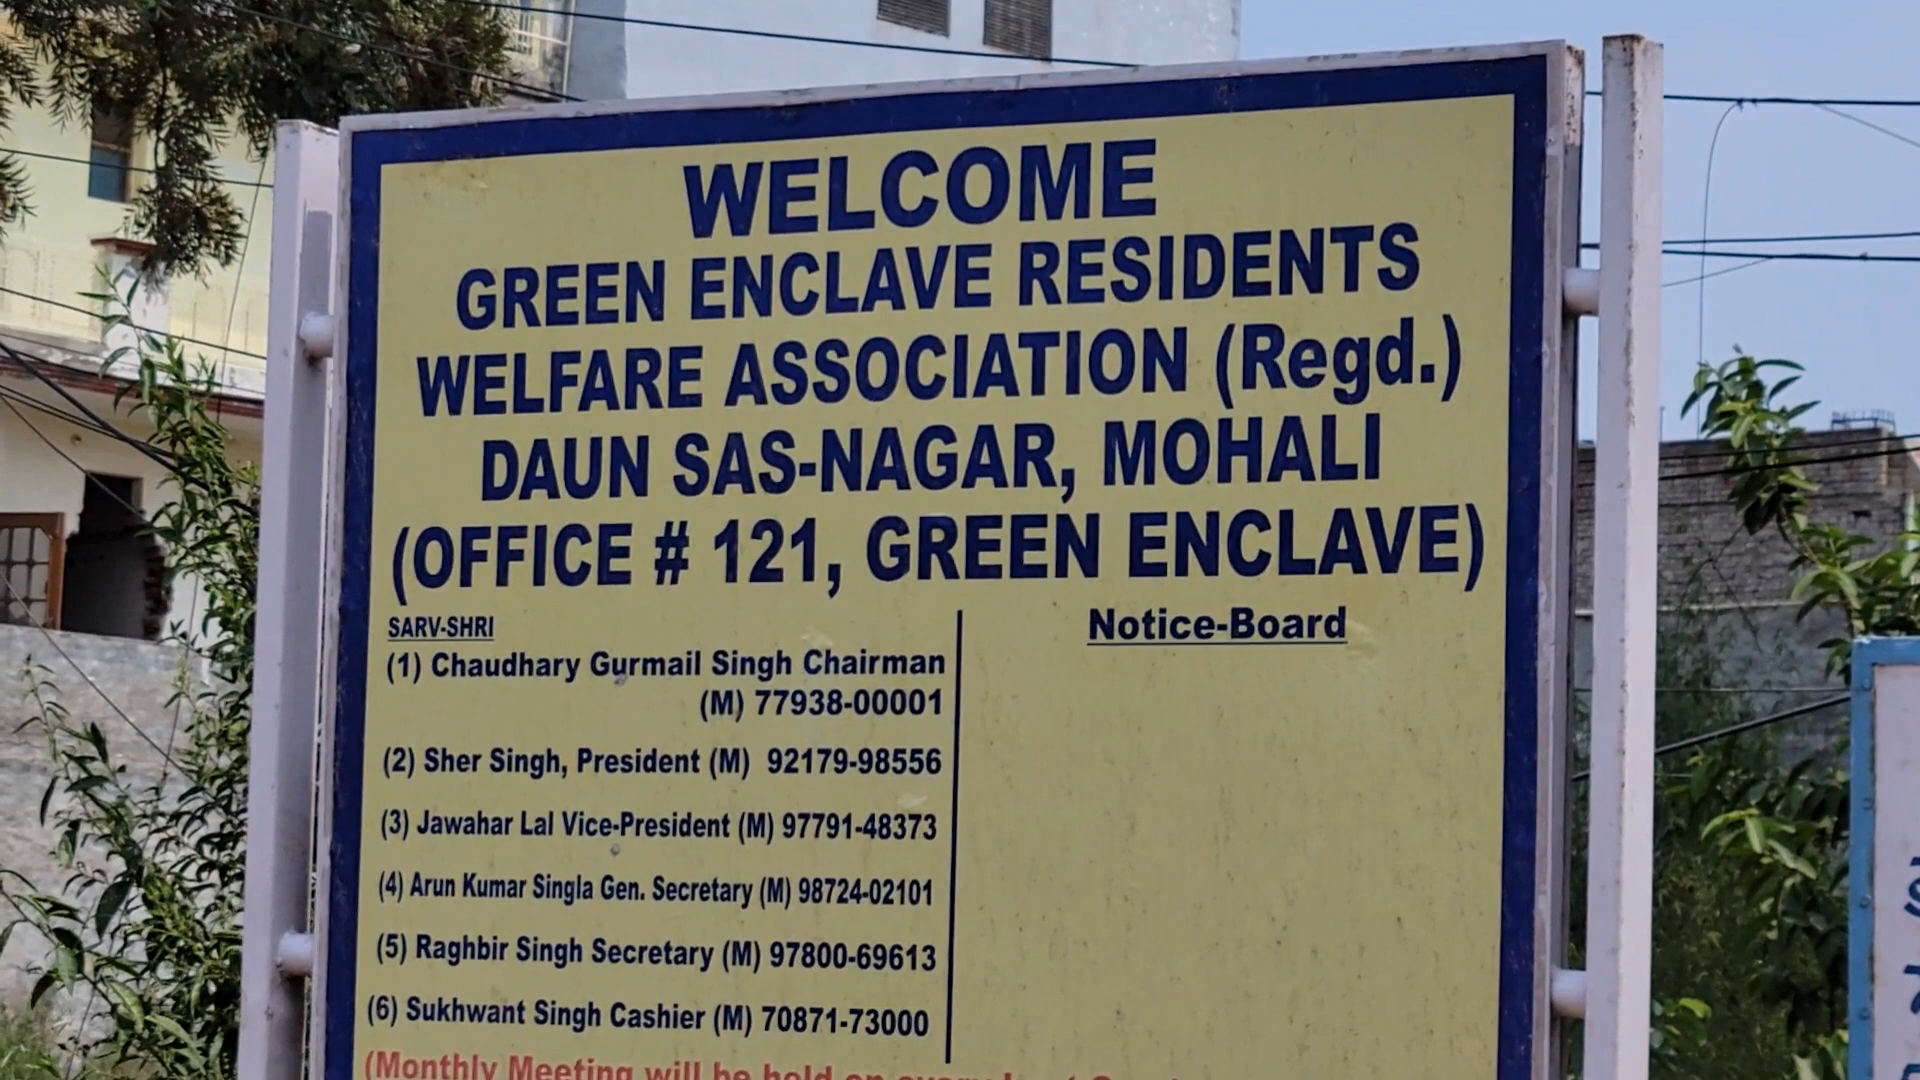 WELCOME
GREEN ENCLAVE RESIDENTS
WELFARE ASSOCIATION (Regd.)
DAUN SAS-NAGAR, MOHALI
(OFFICE # 121, GREEN ENCLAVE)
SARV-SHRI
(1) Chaudhary Gurmail Singh Chairman
(M) 77938-00001
(2) Sher Singh, President (M) 92179-98556
(3) Jawahar Lal Vice-President (M) 97791-48373
(4) Arun Kumar Singla Gen. Secretary (M) 98724-02101
(5) Raghbir Singh Secretary (M) 97800-69613
(6) Sukhwant Singh Cashier (M) 70871-73000
Notice-Board
(Monthly Meeting will be held on every